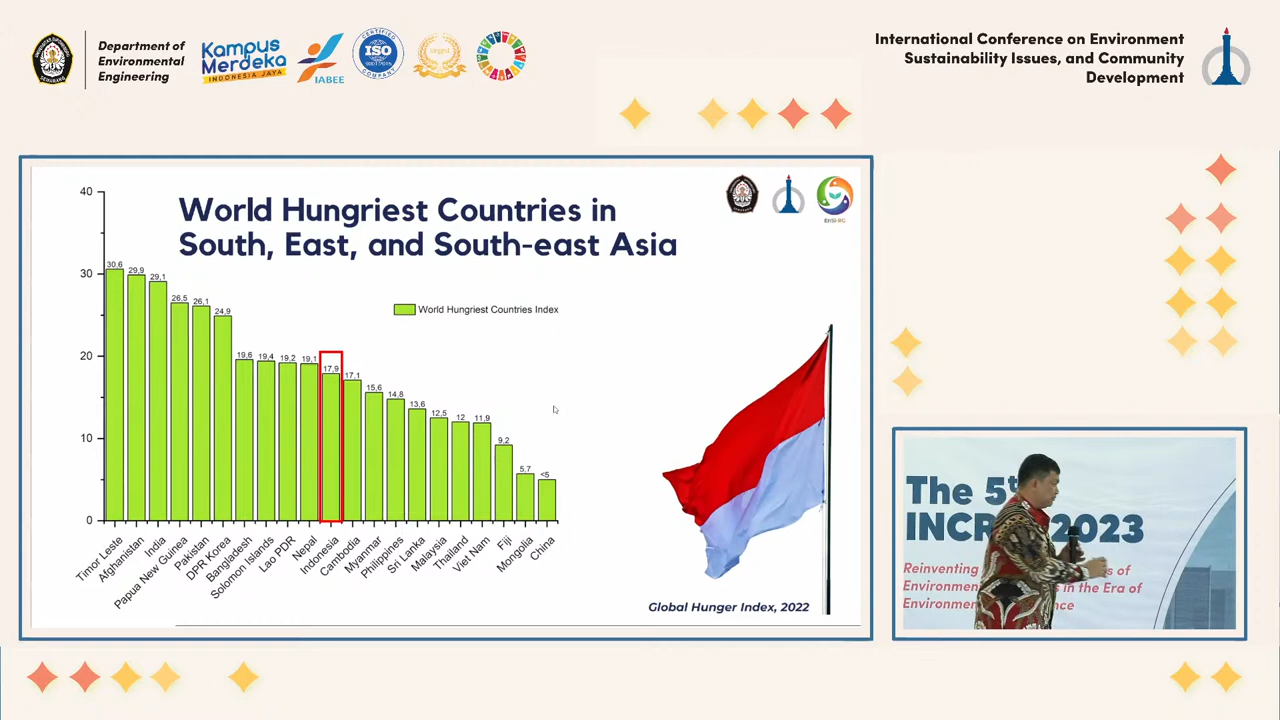 Department of
Environmental
Engineering
Kampus
Merdeka
INDONESIA JAYA
IABEE
CERTIFIED
ISO
COMPANY
International Conference on Environment
Sustainability Issues, and Community
Development
World Hungriest Countries in
South, East, and South-east Asia
World Hungriest Countries Index
40
30
20
10
0
30,6
29,9
29,1
26,5
26,1
24,9
19,6
19,4
19,2
19,1
17,9
17,1
15,6
14,8
13,6
12,5
12
11,9
9,2
5,7
<5
Timor Leste
Afghanistan
India
Papua New Guinea
Pakistan
DPR Korea
Bangladesh
Solomon Islands
Lao PDR
Nepal
Indonesia
Cambodia
Myanmar
Philippines
Sri Lanka
Malaysia
Thailand
Viet Nam
Fiji
Mongolia
China
Global Hunger Index, 2022
The 5t
INCR 2023
Reinventing s of
Environmen s in the Era of
Environmen nce